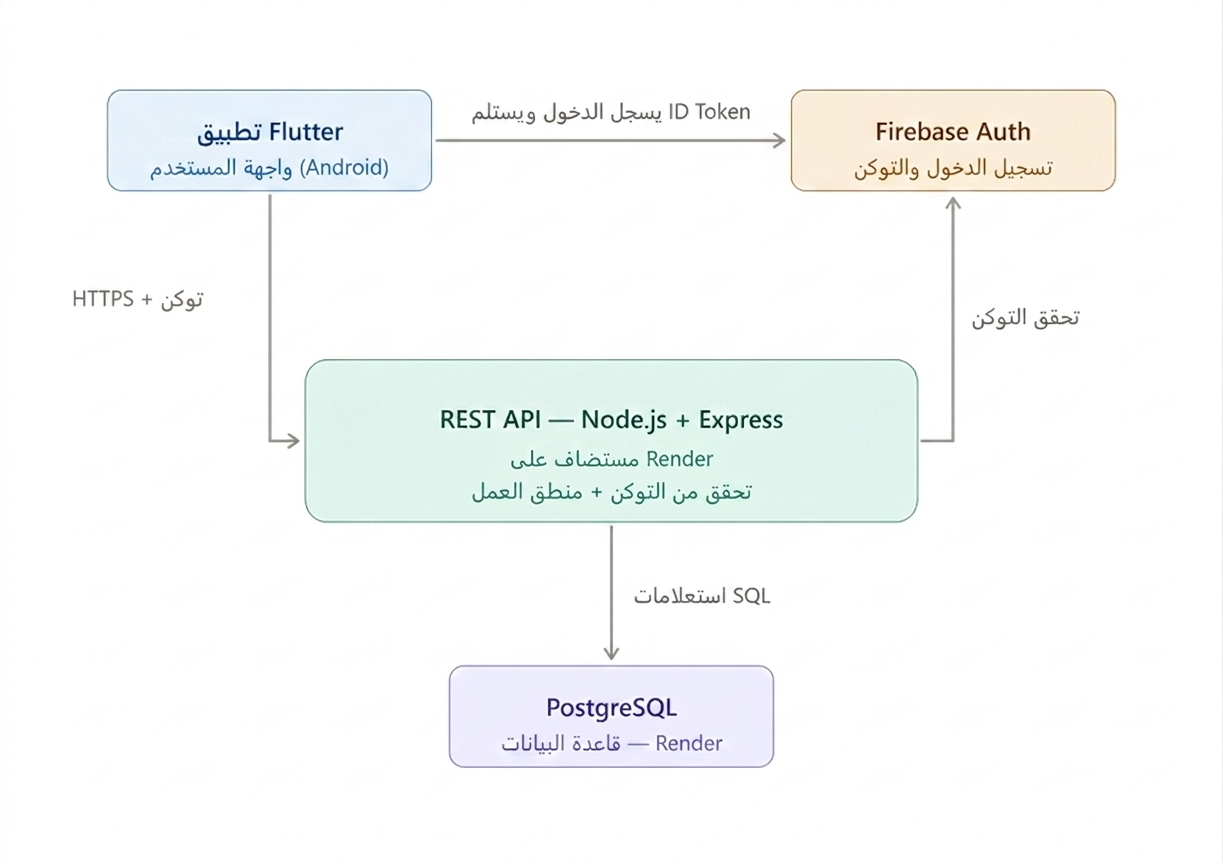 تطبيق Flutter
واجهة المستخدم (Android)
يسجل الدخول ويستلم ID Token
Firebase Auth
تسجيل الدخول والتوكن
HTTPS + توكن
تحقق التوكن
REST API — Node.js + Express
مستضاف على Render
تحقق من التوكن + منطق العمل
استعلامات SQL
PostgreSQL
قاعدة البيانات — Render